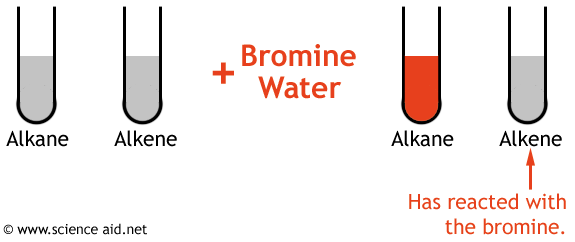 + Bromine
Water
Alkane
Alkene
Alkane
Alkene
Has reacted with
the bromine.
© www.science aid.net